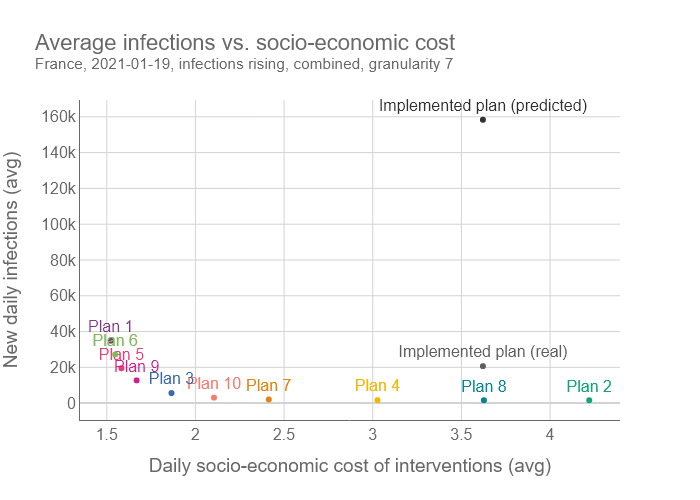 Average infections vs. socio-economic cost
France, 2021-01-19, infections rising, combined, granularity 7
New daily infections (avg)
160k
140k
120k
100k
80k
60k
40k
20k
0
Implemented plan (predicted)
Plan 1
Plan 6
Plan 5
Plan 9
Plan 3
Plan 10
Plan 7
Implemented plan (real)
Plan 4
Plan 8
Plan 2
1.5
2
2.5
3
3.5
4
Daily socio-economic cost of interventions (avg)